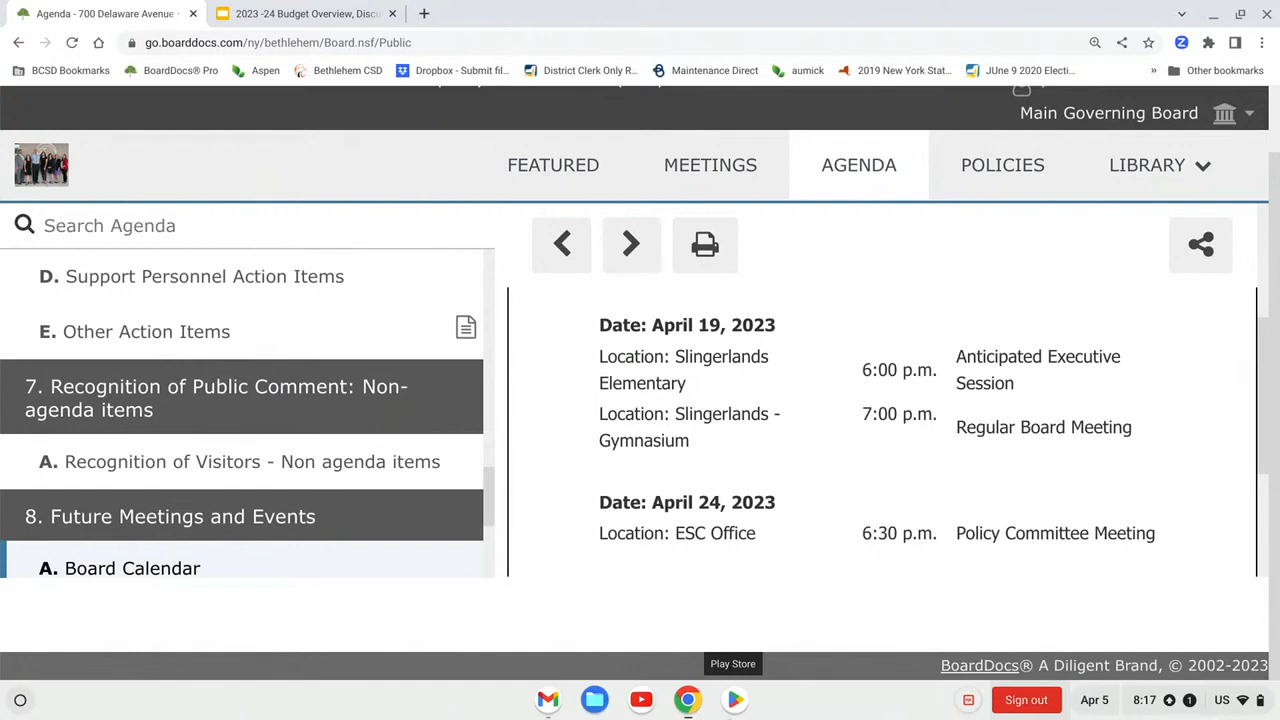 Agenda - 700 Delaware Avenue
2023 -24 Budget Overview, Discu
go.boarddocs.com/ny/bethlehem/Board.nsf/Public
BCSD Bookmarks
BoardDocs® Pro
Aspen
Bethlehem CSD
Dropbox - Submit fil...
District Clerk Only R...
Maintenance Direct
aumick
2019 New York Stat...
JUne 9 2020 Electi...
»
Other bookmarks
Main Governing Board
FEATURED
MEETINGS
AGENDA
POLICIES
LIBRARY
Search Agenda
D. Support Personnel Action Items
E. Other Action Items
7. Recognition of Public Comment: Non-
agenda items
A. Recognition of Visitors - Non agenda items
8. Future Meetings and Events
A. Board Calendar
Date: April 19, 2023
Location: Slingerlands
Elementary
6:00 p.m.
Anticipated Executive
Session
Location: Slingerlands -
Gymnasium
7:00 p.m.
Regular Board Meeting
Date: April 24, 2023
Location: ESC Office
6:30 p.m.
Policy Committee Meeting
Play Store
BoardDocs® A Diligent Brand, © 2002-2023
Sign out
Apr 5
8:17
1
US